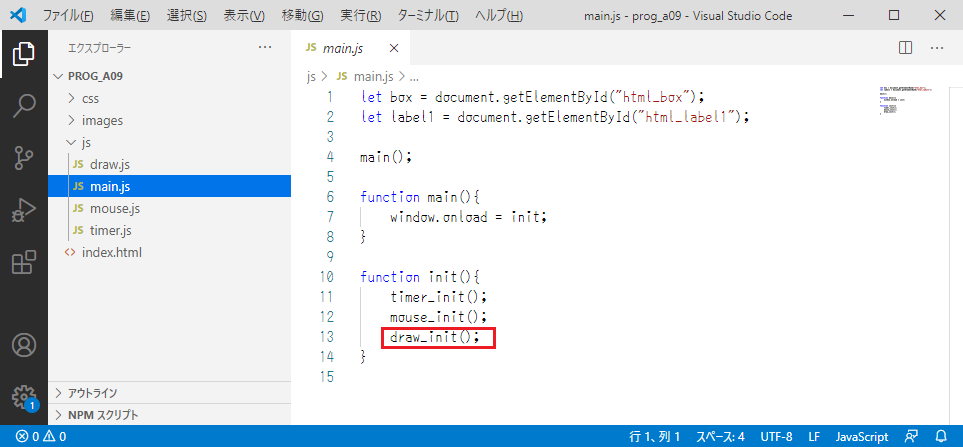 ファイル(F) 編集(E) 選択(S) 表示(V) 移動(G) 実行(R) ターミナル(T) ヘルプ(H) main.js - prog_a09 - Visual Studio Code
エクスプローラー ···
PROG_A09
css
images
js
JS draw.js
JS main.js
JS mouse.js
JS timer.js
<> index.html
アウトライン
NPM スクリプト
1
JS main.js ×
···
js > JS main.js > ...
1 let box = document.getElementById("html_box");
2 let label1 = document.getElementById("html_label1");
3
4 main();
5
6 function main(){
7 window.onload = init;
8 }
9
10 function init(){
11 timer_init();
12 mouse_init();
13 draw_init();
14 }
15
0 0 行 1、列 1 スペース: 4 UTF-8 LF JavaScript